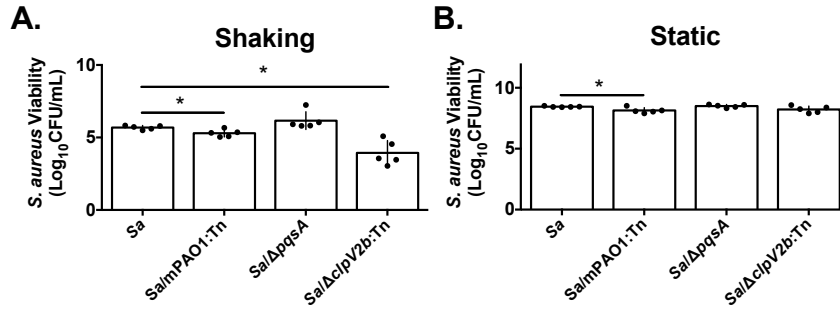 A.
Shaking
S. aureus Viability
(Log₁₀CFU/mL)
10
5
0
*
*
Sa
Sa/mPAO1:Tn
Sa/ΔpqsA
Sa/ΔclpV2b:Tn
B.
Static
S. aureus Viability
(Log₁₀CFU/mL)
10
5
0
*
Sa
Sa/mPAO1:Tn
Sa/ΔpqsA
Sa/ΔclpV2b:Tn